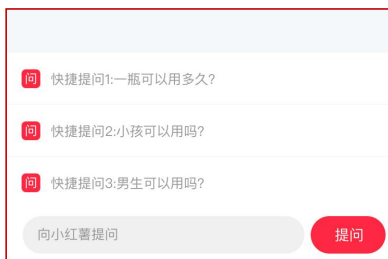 问 快捷提问1:一瓶可以用多久?
问 快捷提问2:小孩可以用吗?
问 快捷提问3:男生可以用吗?
向小红薯提问 提问